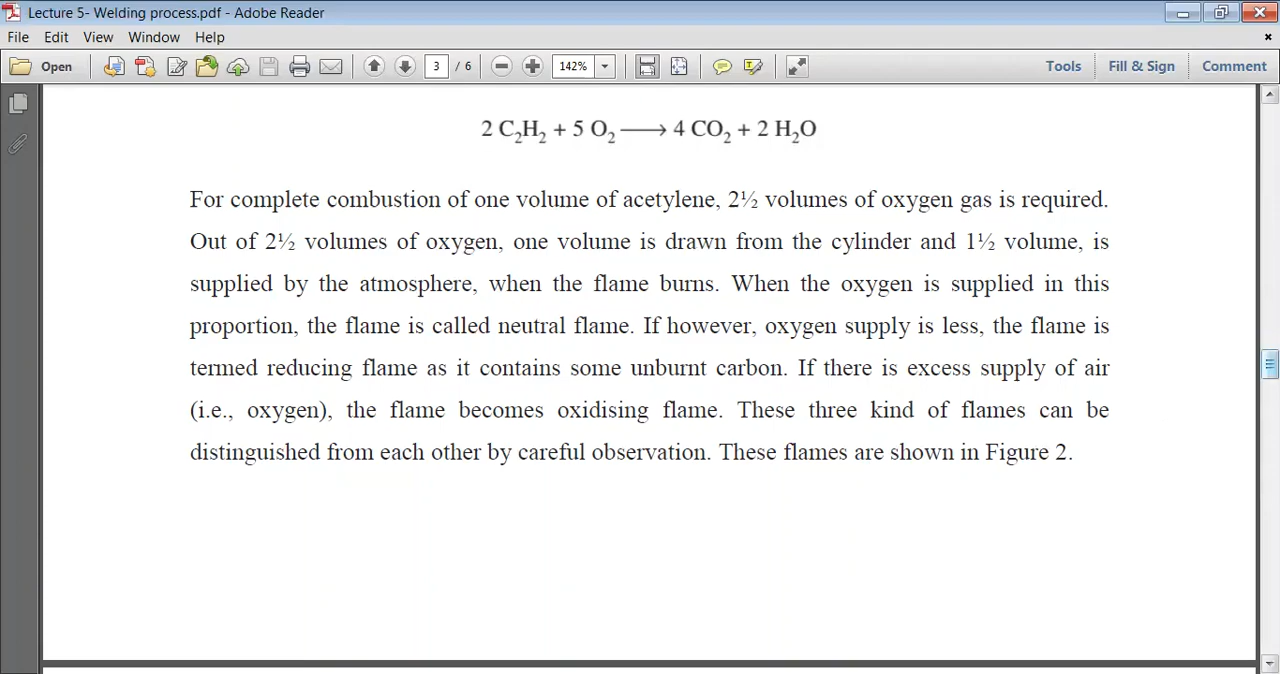 Lecture 5- Welding process.pdf - Adobe Reader
File Edit View Window Help
Open 3 / 6 142% Tools Fill & Sign Comment
2 C₂H₂ + 5 O₂ ⟶ 4 CO₂ + 2 H₂O
For complete combustion of one volume of acetylene, 2½ volumes of oxygen gas is required.
Out of 2½ volumes of oxygen, one volume is drawn from the cylinder and 1½ volume, is
supplied by the atmosphere, when the flame burns. When the oxygen is supplied in this
proportion, the flame is called neutral flame. If however, oxygen supply is less, the flame is
termed reducing flame as it contains some unburnt carbon. If there is excess supply of air
(i.e., oxygen), the flame becomes oxidising flame. These three kind of flames can be
distinguished from each other by careful observation. These flames are shown in Figure 2.